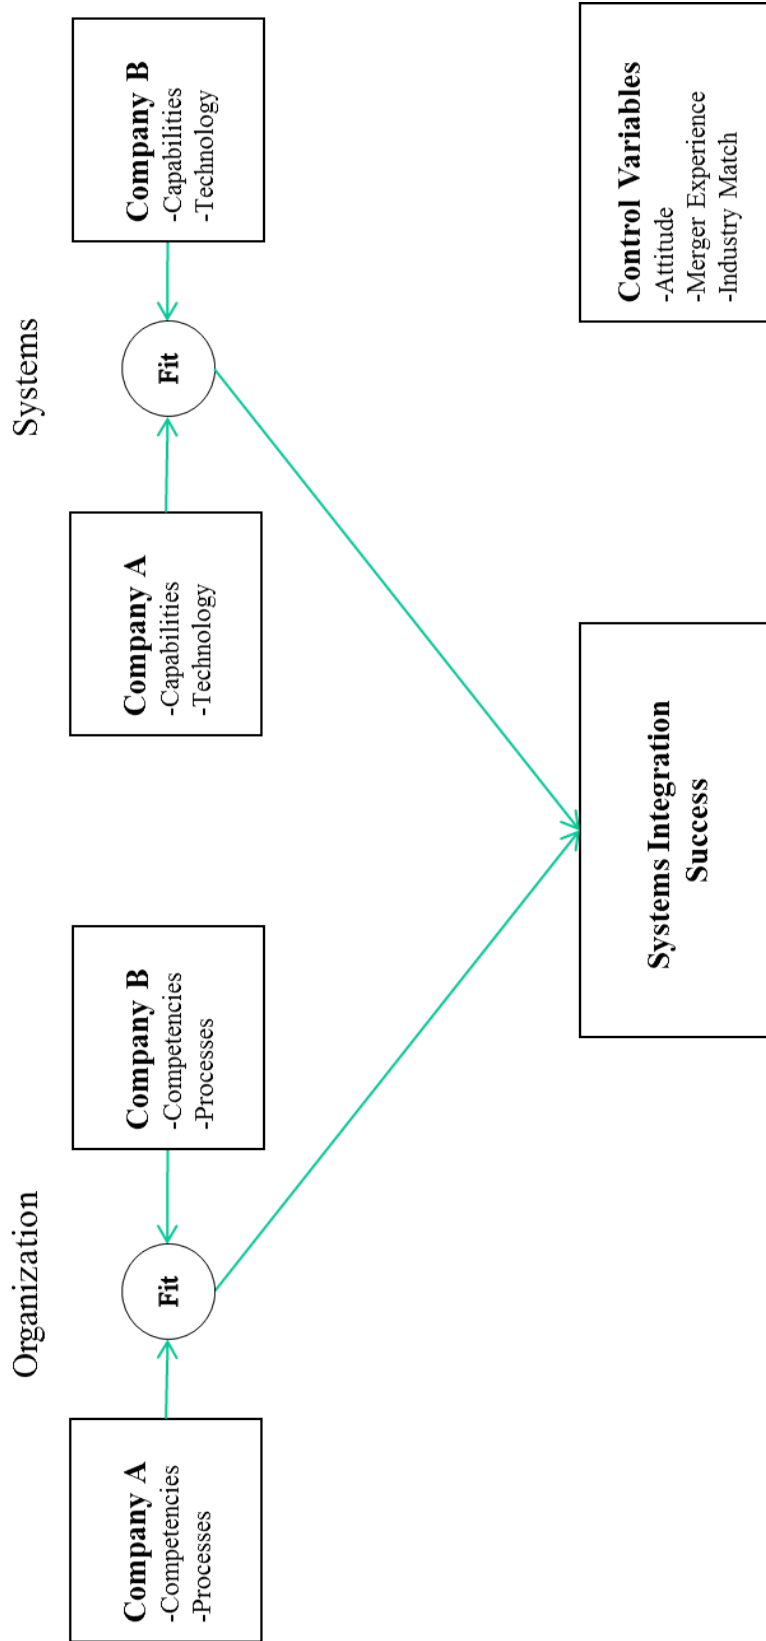 Organization
Systems
Company A
-Competencies
-Processes
Fit
Company B
-Competencies
-Processes
Company A
-Capabilities
-Technology
Fit
Company B
-Capabilities
-Technology
Systems Integration
Success
Control Variables
-Attitude
-Merger Experience
-Industry Match